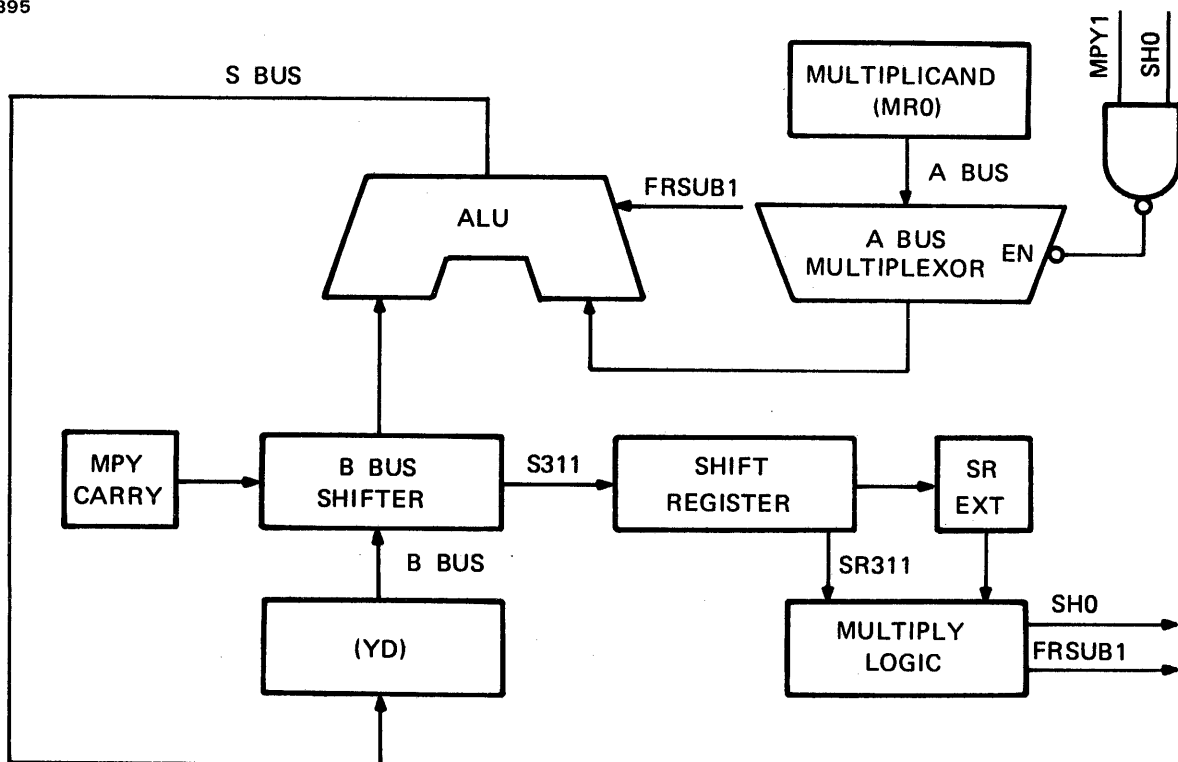 395
S BUS
MULTIPLICAND
(MR0)
MPY1
SH0
A BUS
FRSUB1
ALU
A BUS
MULTIPLEXOR
EN
MPY
CARRY
B BUS
SHIFTER
S311
SHIFT
REGISTER
SR
EXT
B BUS
SR311
(YD)
MULTIPLY
LOGIC
SH0
FRSUB1